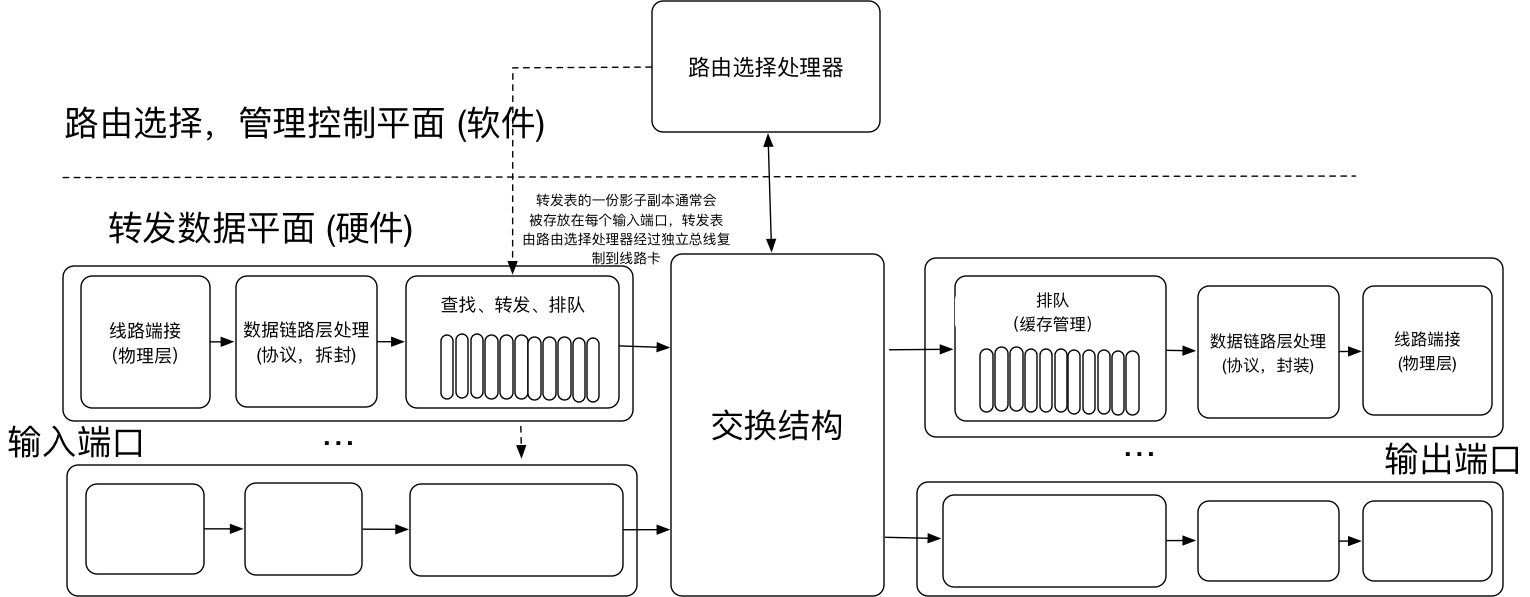 路由选择处理器
路由选择，管理控制平面 (软件)
转发表的一份影子副本通常会
被存放在每个输入端口，转发表
由路由选择处理器经过独立总线复
制到线路卡
转发数据平面 (硬件)
线路端接
(物理层)
数据链路层处理
(协议，拆封)
查找、转发、排队
交换结构
排队
(缓存管理)
数据链路层处理
(协议，封装)
线路端接
(物理层)
输入端口
...
...
输出端口